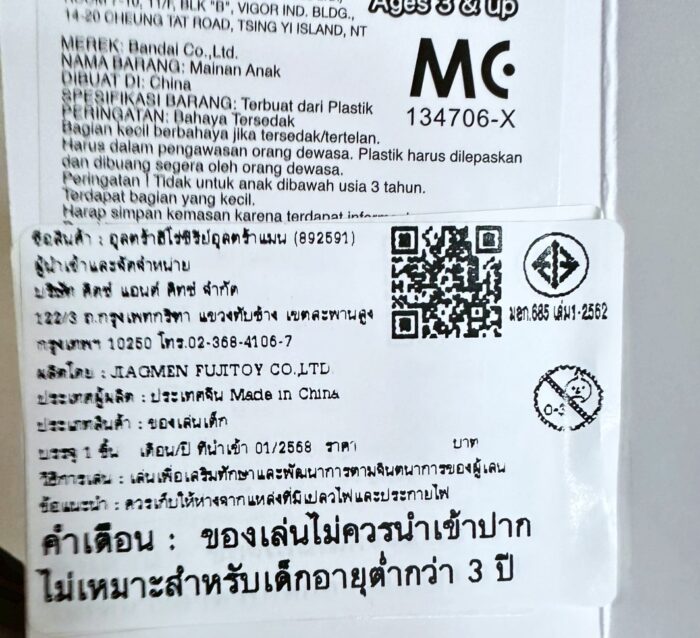 ROOM 7-10, 11/F, BLK "B", VIGOR IND. BLDG.,
14-20 CHEUNG TAT ROAD, TSING YI ISLAND, NT
Ages 3 & up
MEREK: Bandai Co.,Ltd.
NAMA BARANG: Mainan Anak
DIBUAT DI: China
SPESIFIKASI BARANG: Terbuat dari Plastik
PERINGATAN: Bahaya Tersedak
Bagian kecil berbahaya jika tersedak/tertelan.
Harus dalam pengawasan orang dewasa. Plastik harus dilepaskan
dan dibuang segera oleh orang dewasa.
Peringatan ! Tidak untuk anak dibawah usia 3 tahun.
Terdapat bagian yang kecil.
Harap simpan kemasan karena terdapat
MC
134706-X
ชื่อสินค้า : อุลตร้าฮีโร่ซีรีย์อุลตร้าแมน (892591)
ผู้นำเข้าและจัดจำหน่าย
บริษัท คิดซ์ แอนด์ คิทซ์ จำกัด
122/3 ถ.กรุงเทพกรีฑา แขวงทับช้าง เขตสะพานสูง
กรุงเทพฯ 10250 โทร.02-368-4106-7
ผลิตโดย : JIAGMEN FUJITOY CO.,LTD.
ประเทศผู้ผลิต : ประเทศจีน Made in China
ประเภทสินค้า : ของเล่นเด็ก
บรรจุ 1 ชิ้น เดือน/ปี ที่นำเข้า 01/2568 ราคา บาท
วิธีการเล่น : เล่นเพื่อเสริมทักษะและพัฒนาการตามจินตนาการของผู้เล่น
ข้อแนะนำ : ควรเก็บให้ห่างจากแหล่งที่มีเปลวไฟและประกายไฟ
คำเตือน : ของเล่นไม่ควรนำเข้าปาก
ไม่เหมาะสำหรับเด็กอายุต่ำกว่า 3 ปี
มอก.685 เล่ม1-2562
0-3